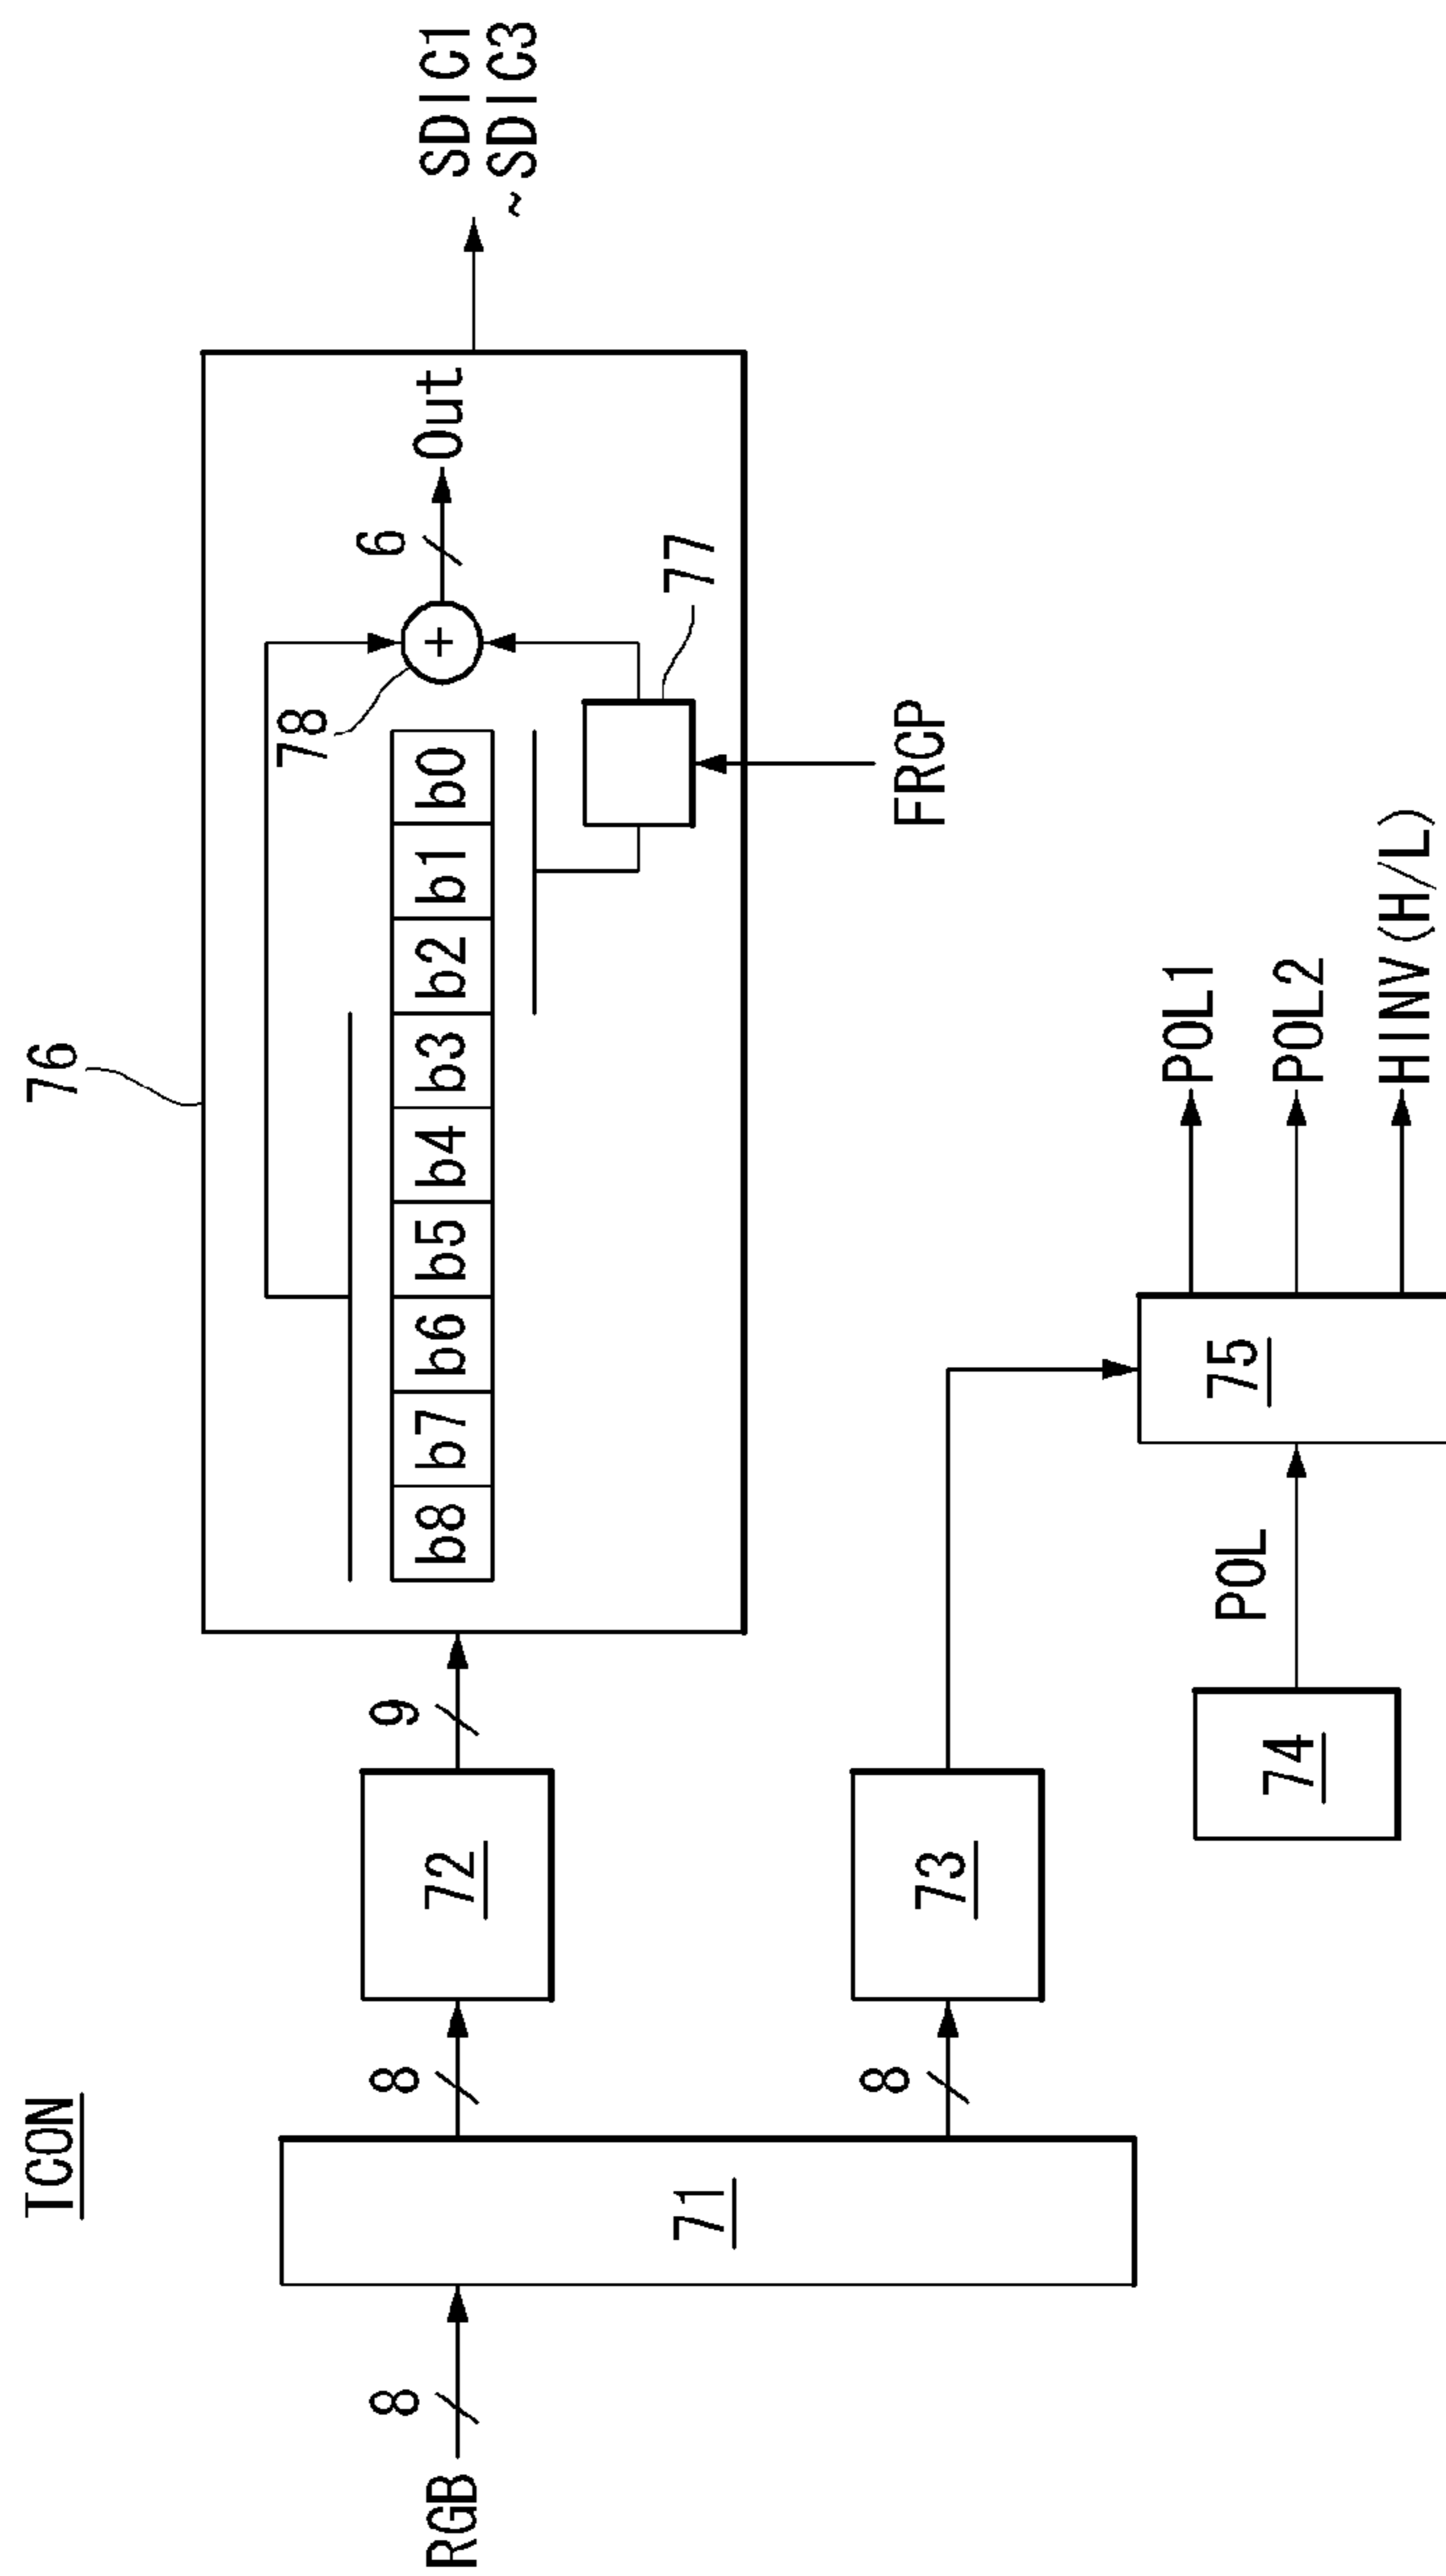 TCON
76
78
6
Out
SDIC1
~SDIC3
RGB
8
8
72
9
b8 b7 b6 b5 b4 b3 b2 b1 b0
77
71
FRCP
8
73
POL1
74
POL
75
POL2
HINV(H/L)